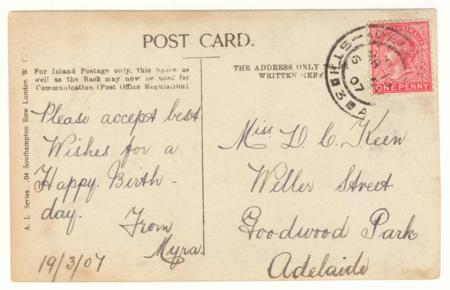 POST CARD.
For Inland Postage only, this Space as
well as the Back may now be used for
Communication (Post Office Regulation).
THE ADDRESS ONLY TO
WRITTEN HERE
ONE PENNY
Please accept best
Wishes for a
Happy Birth-
day. From
Myra.
19/3/07
Miss D. C. Keen
Weller Street
Goodwood Park
Adelaide
A. L. Series 04 Southampton Row London W C
07